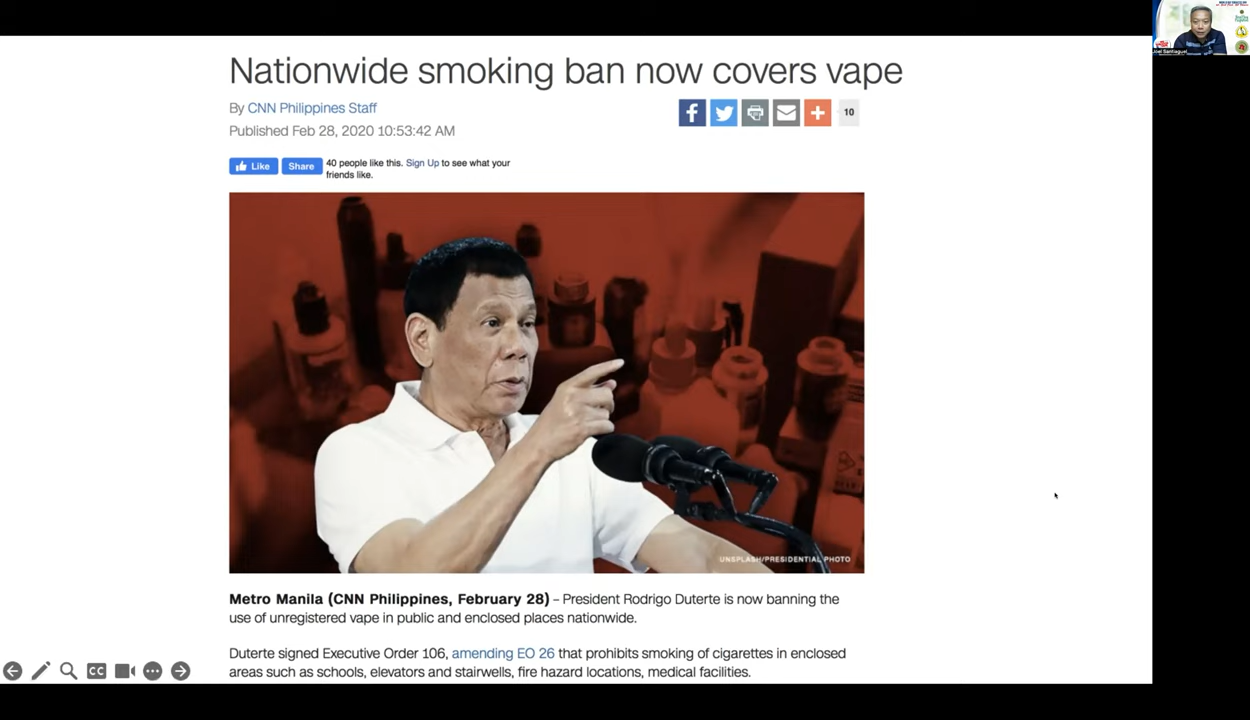 Nationwide smoking ban now covers vape
By CNN Philippines Staff
Published Feb 28, 2020 10:53:42 AM
10
Like
Share
40 people like this. Sign Up to see what your
friends like.
UNSPLASH/PRESIDENTIAL PHOTO
Metro Manila (CNN Philippines, February 28) – President Rodrigo Duterte is now banning the
use of unregistered vape in public and enclosed places nationwide.
Duterte signed Executive Order 106, amending EO 26 that prohibits smoking of cigarettes in enclosed
areas such as schools, elevators and stairwells, fire hazard locations, medical facilities.
CC
Joel Santiaguel